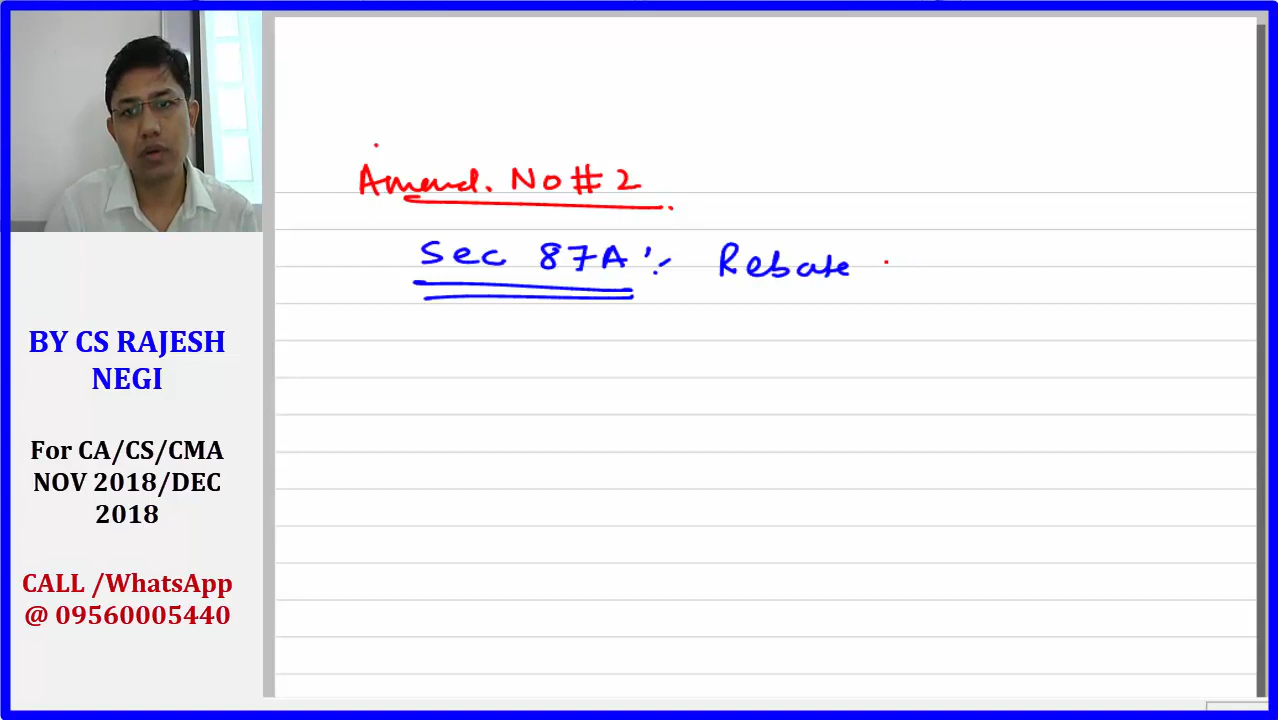 Amend. No # 2
Sec 87A :- Rebate
BY CS RAJESH
NEGI
For CA/CS/CMA
NOV 2018/DEC
2018
CALL /WhatsApp
@ 09560005440